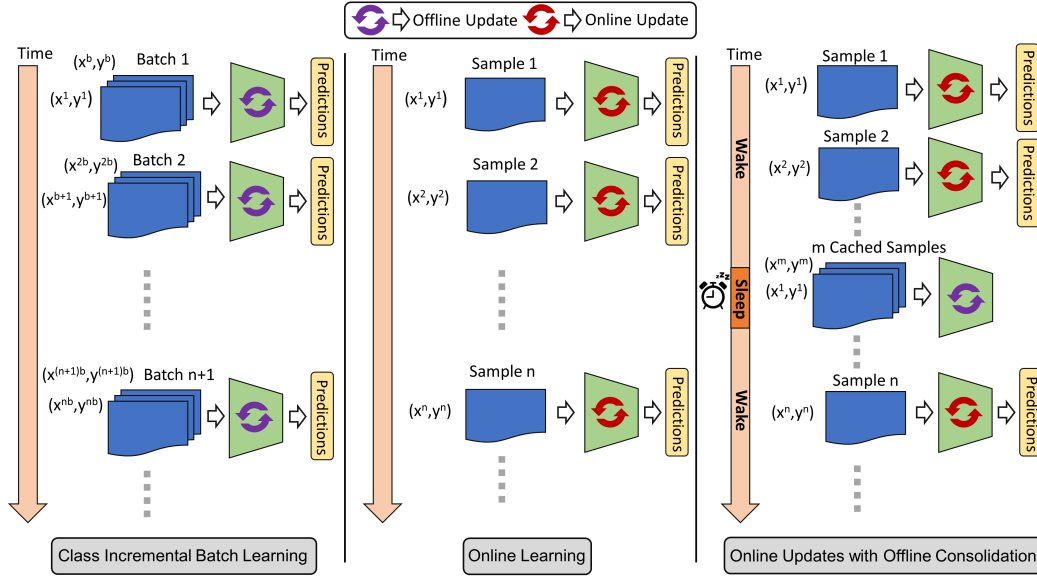 Offline Update
Online Update
Time
(x^b,y^b)
Batch 1
(x^1,y^1)
Predictions
Batch 2
(x^{2b},y^{2b})
(x^{b+1},y^{b+1})
Predictions
(x^{(n+1)b},y^{(n+1)b})
Batch n+1
(x^{nb},y^{nb})
Predictions
Class Incremental Batch Learning
Time
Sample 1
(x^1,y^1)
Predictions
Sample 2
(x^2,y^2)
Predictions
Sample n
(x^n,y^n)
Predictions
Online Learning
Time
Sample 1
(x^1,y^1)
Predictions
Wake
Sample 2
(x^2,y^2)
Predictions
m Cached Samples
(x^m,y^m)
(x^1,y^1)
zzz
Sleep
Wake
Sample n
(x^n,y^n)
Predictions
Online Updates with Offline Consolidation